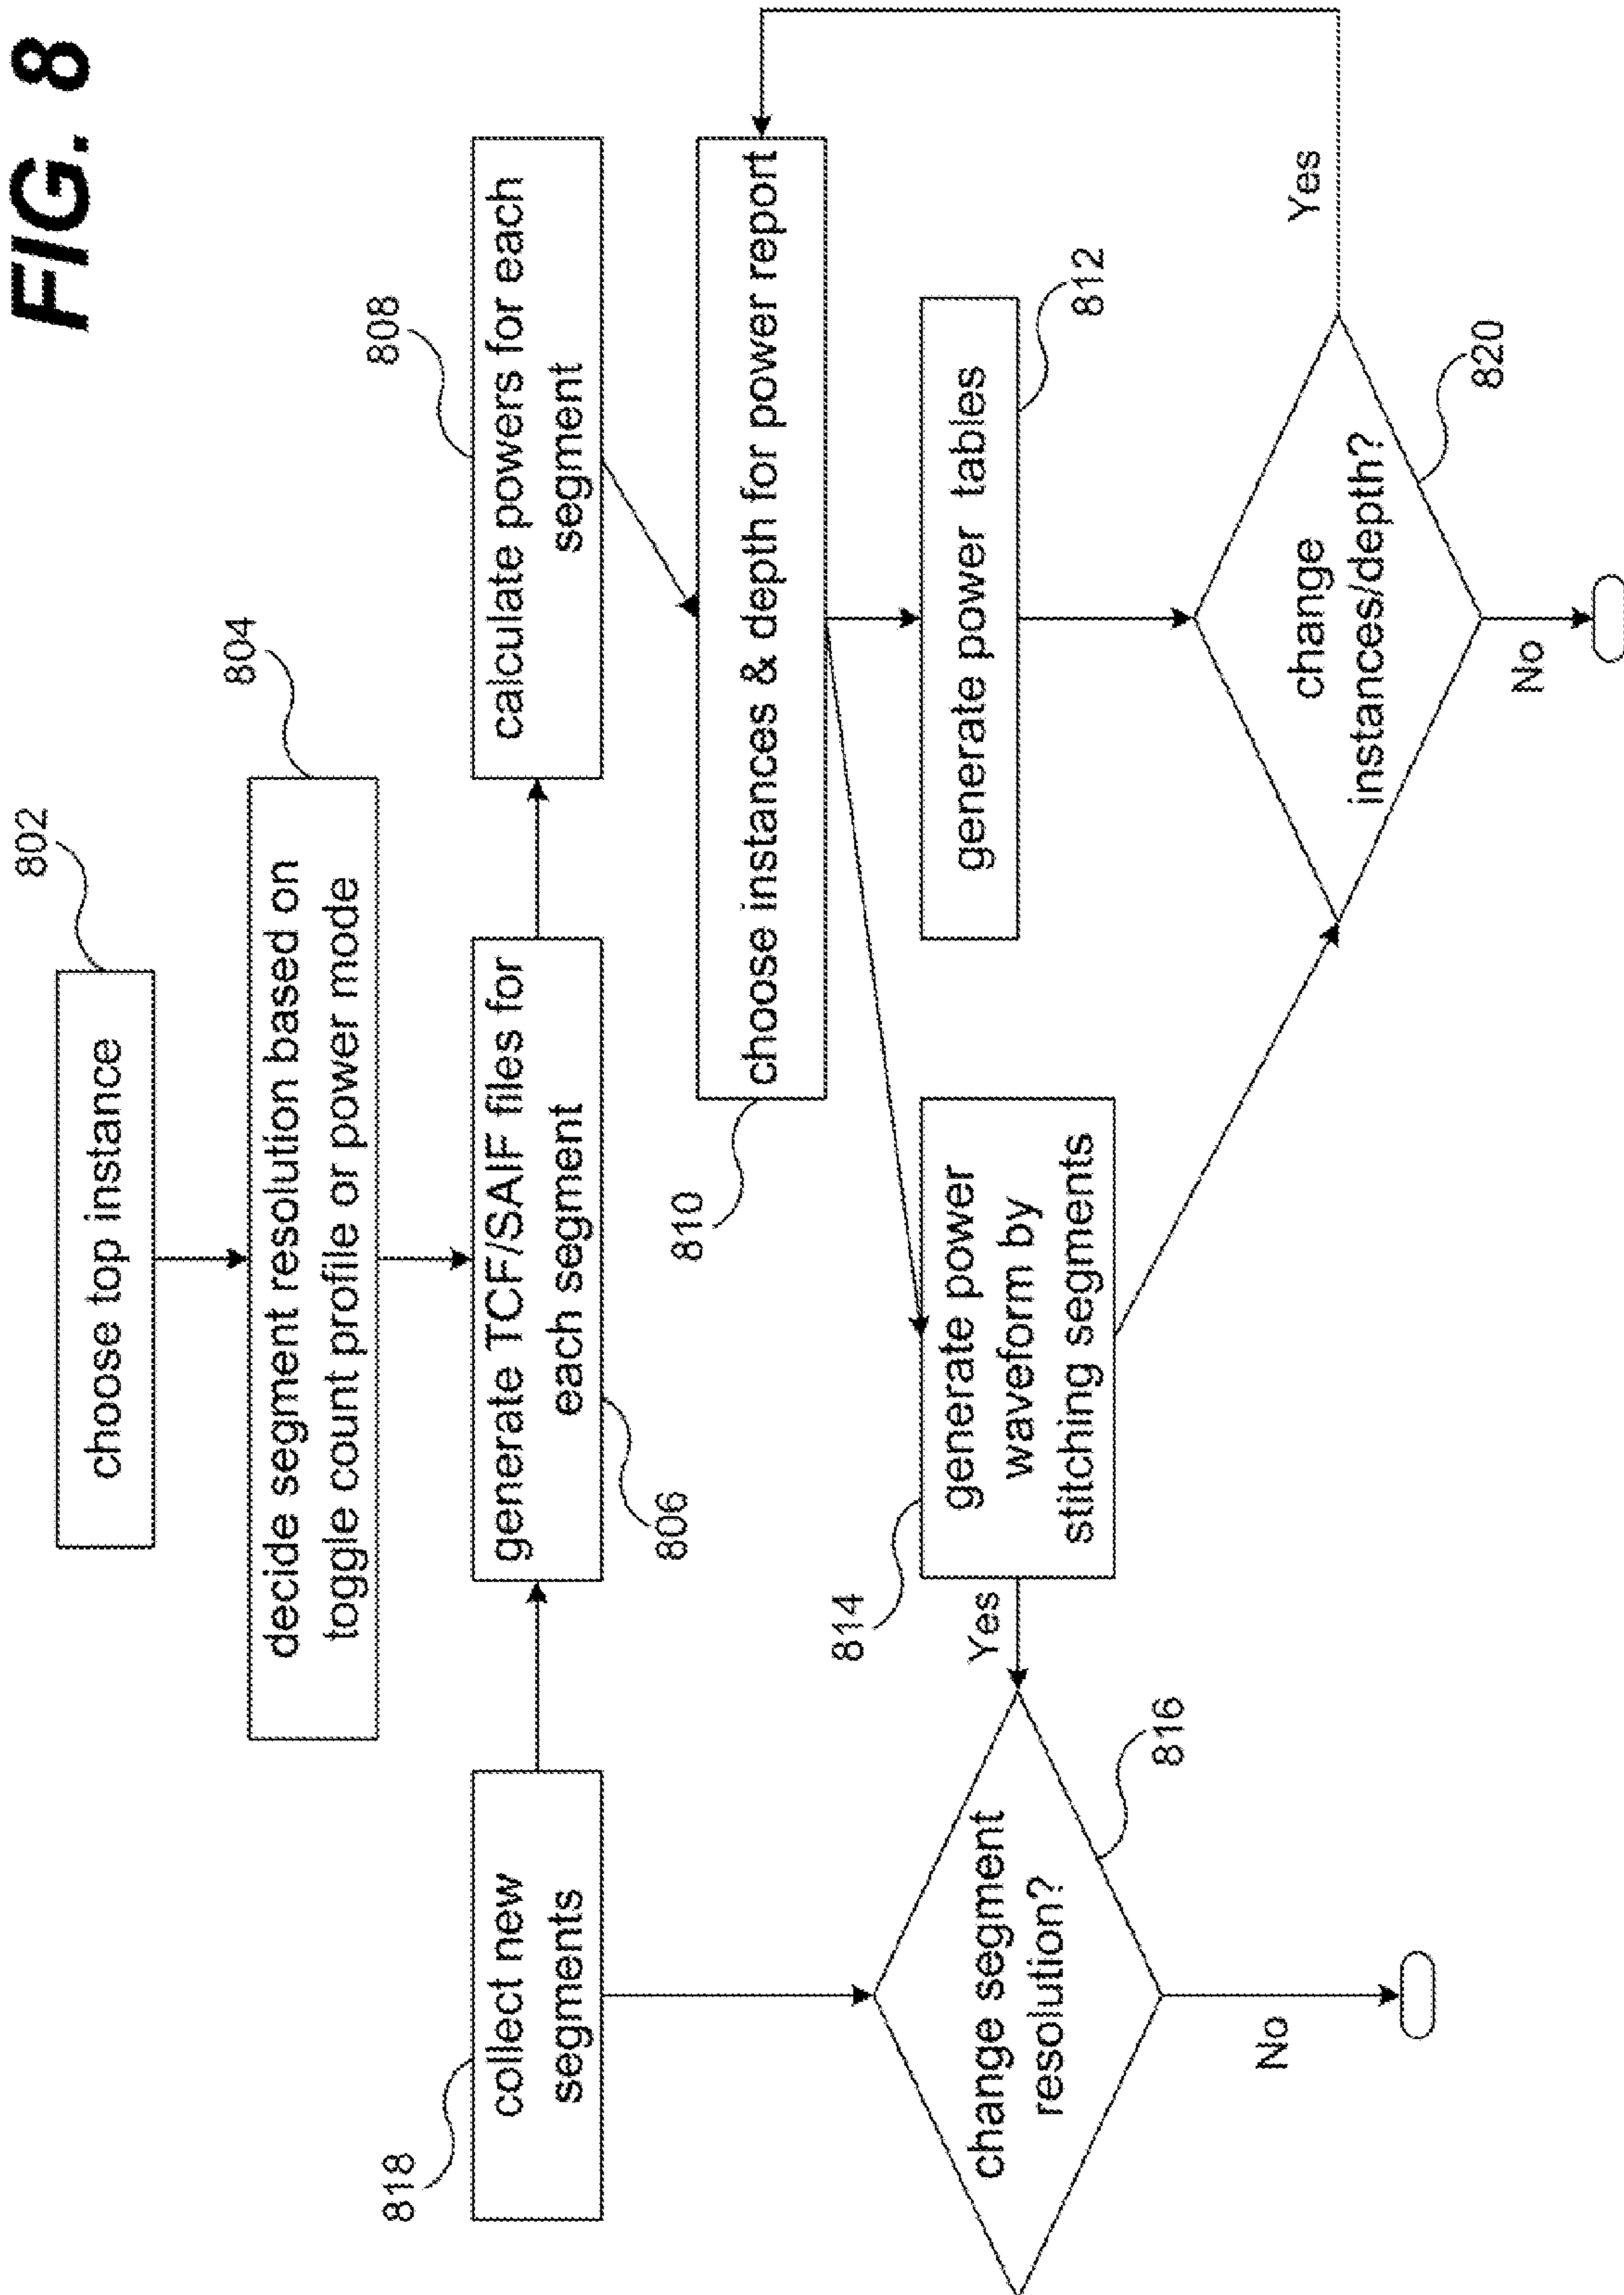 FIG. 8
802
choose top instance
804
decide segment resolution based on
toggle count profile or power mode
818
collect new
segments
806
generate TCF/SAIF files for
each segment
808
calculate powers for each
segment
810
choose instances & depth for power report
814
generate power
waveform by
stitching segments
812
generate power tables
Yes
816
change segment
resolution?
No
820
change
instances/depth?
Yes
No